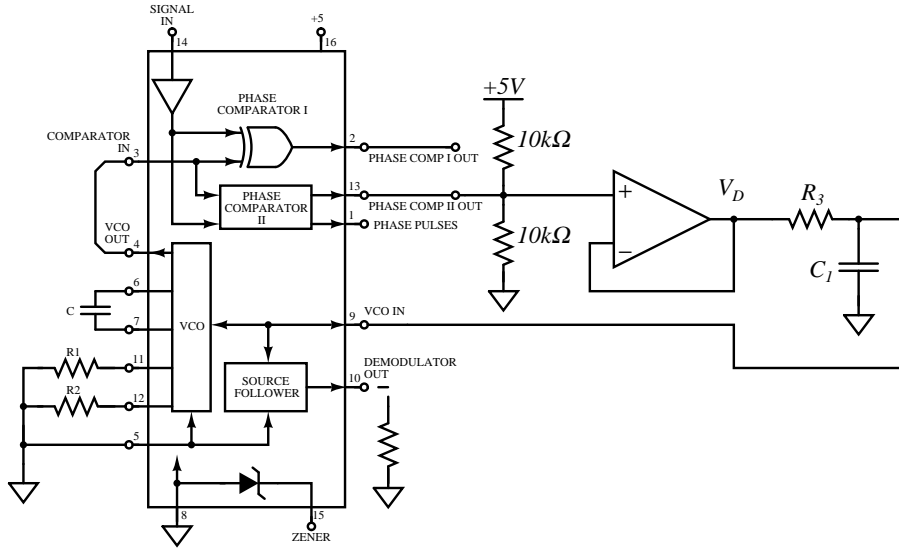 SIGNAL
IN
14
+5
16
PHASE
COMPARATOR I
COMPARATOR
IN
3
2
PHASE COMP I OUT
PHASE
COMPARATOR
II
13
PHASE COMP II OUT
1
PHASE PULSES
VCO
OUT
4
6
C
7
VCO
9
VCO IN
R1
11
R2
12
5
SOURCE
FOLLOWER
DEMODULATOR
OUT
10
8
15
ZENER
+5V
10kΩ
10kΩ
+
−
V_D
R_3
C_1